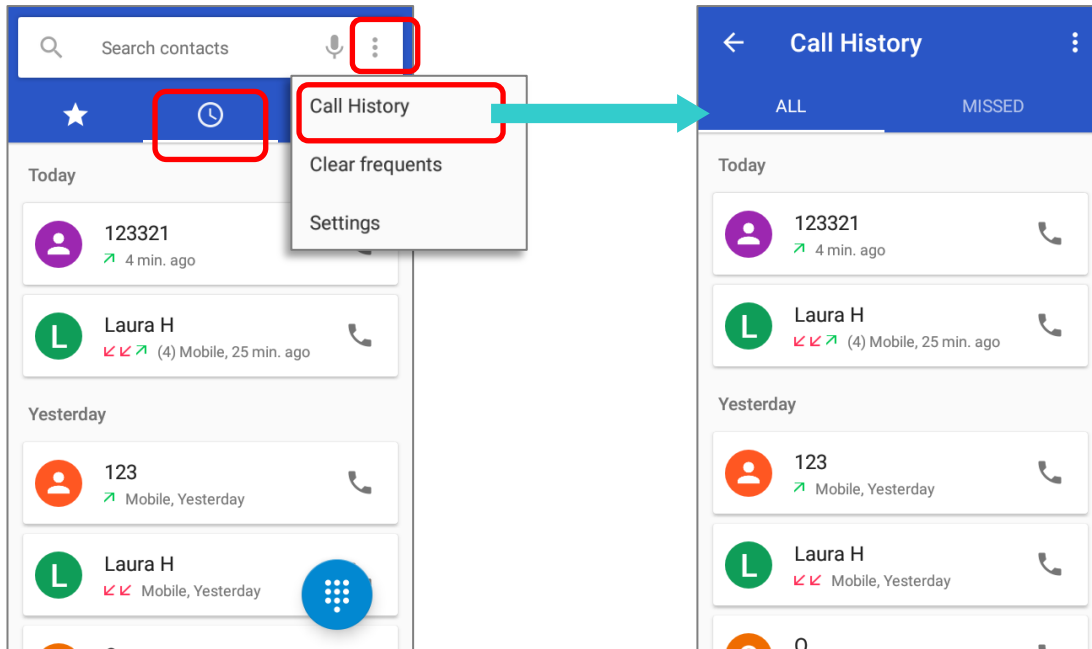 Search contacts
Call History
Clear frequents
Settings
Today
123321
4 min. ago
L
Laura H
(4) Mobile, 25 min. ago
Yesterday
123
Mobile, Yesterday
L
Laura H
Mobile, Yesterday
Call History
ALL
MISSED
Today
123321
4 min. ago
L
Laura H
(4) Mobile, 25 min. ago
Yesterday
123
Mobile, Yesterday
L
Laura H
Mobile, Yesterday